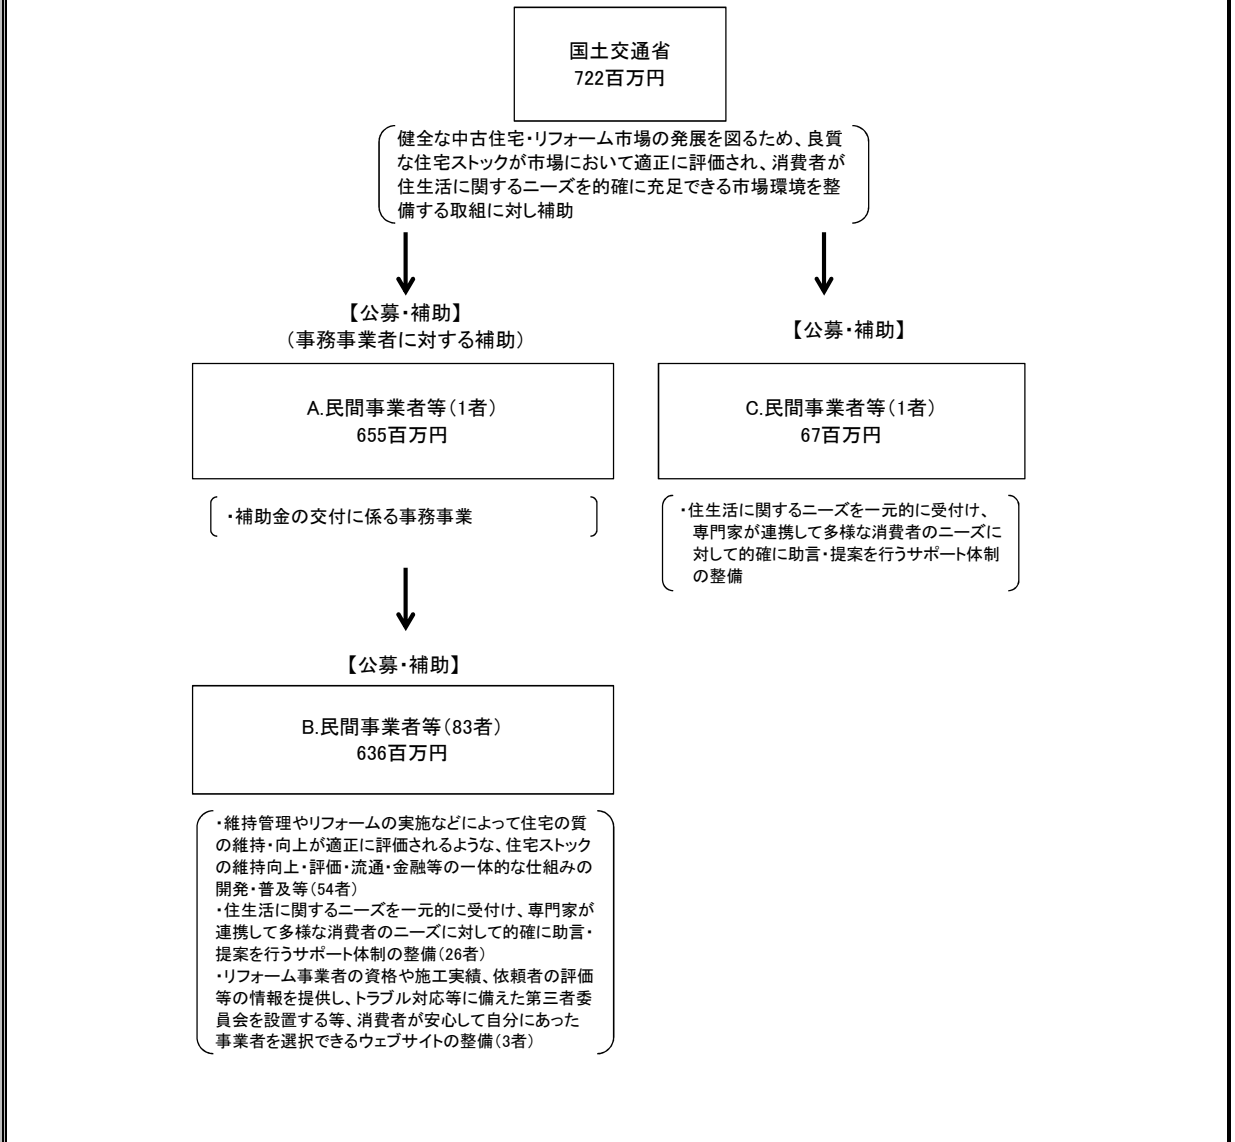 国土交通省
722百万円
健全な中古住宅・リフォーム市場の発展を図るため、良質
な住宅ストックが市場において適正に評価され、消費者が
住生活に関するニーズを的確に充足できる市場環境を整
備する取組に対し補助
【公募・補助】
（事務事業者に対する補助）
【公募・補助】
A.民間事業者等（1者）
655百万円
C.民間事業者等（1者）
67百万円
・補助金の交付に係る事務事業
・住生活に関するニーズを一元的に受付け、
専門家が連携して多様な消費者のニーズに
対して的確に助言・提案を行うサポート体制
の整備
【公募・補助】
B.民間事業者等（83者）
636百万円
・維持管理やリフォームの実施などによって住宅の質
の維持・向上が適正に評価されるような、住宅ストック
の維持向上・評価・流通・金融等の一体的な仕組みの
開発・普及等（54者）
・住生活に関するニーズを一元的に受付け、専門家が
連携して多様な消費者のニーズに対して的確に助言・
提案を行うサポート体制の整備（26者）
・リフォーム事業者の資格や施工実績、依頼者の評価
等の情報を提供し、トラブル対応等に備えた第三者委
員会を設置する等、消費者が安心して自分にあった
事業者を選択できるウェブサイトの整備（3者）